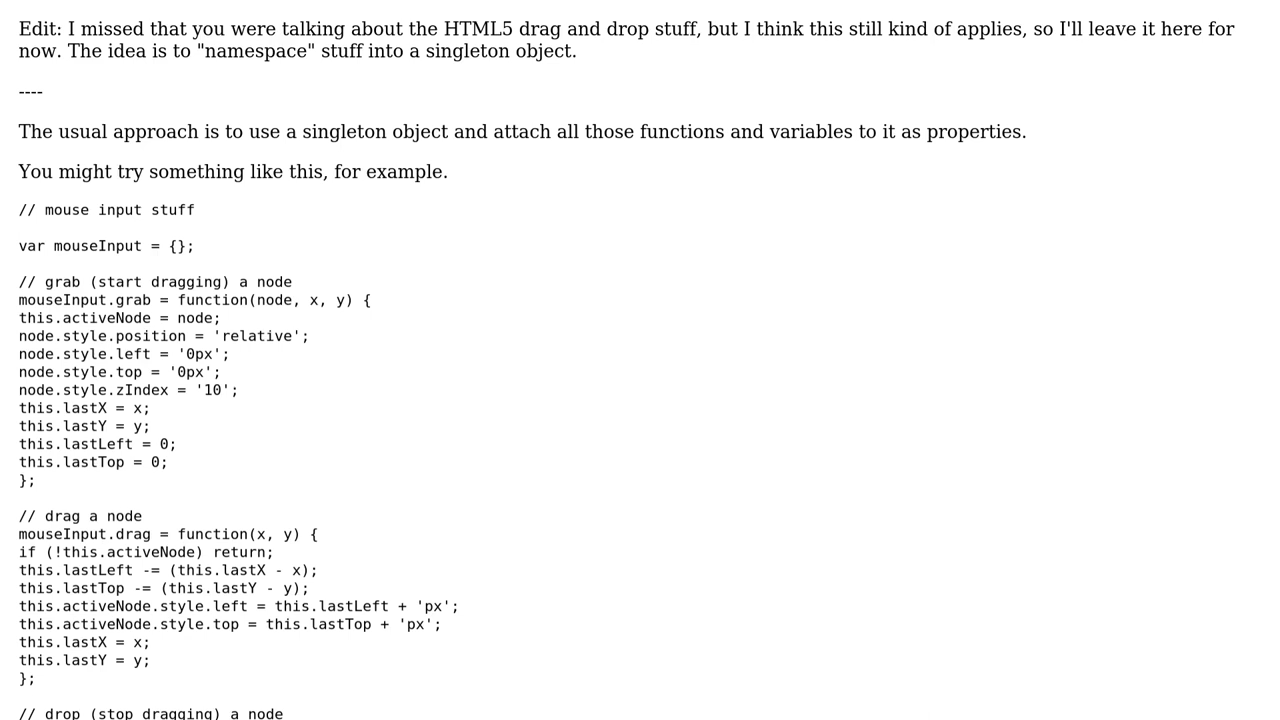 Edit: I missed that you were talking about the HTML5 drag and drop stuff, but I think this still kind of applies, so I'll leave it here for
now. The idea is to "namespace" stuff into a singleton object.
----
The usual approach is to use a singleton object and attach all those functions and variables to it as properties.
You might try something like this, for example.
// mouse input stuff
var mouseInput = {};
// grab (start dragging) a node
mouseInput.grab = function(node, x, y) {
this.activeNode = node;
node.style.position = 'relative';
node.style.left = '0px';
node.style.top = '0px';
node.style.zIndex = '10';
this.lastX = x;
this.lastY = y;
this.lastLeft = 0;
this.lastTop = 0;
};
// drag a node
mouseInput.drag = function(x, y) {
if (!this.activeNode) return;
this.lastLeft -= (this.lastX - x);
this.lastTop -= (this.lastY - y);
this.activeNode.style.left = this.lastLeft + 'px';
this.activeNode.style.top = this.lastTop + 'px';
this.lastX = x;
this.lastY = y;
};
// drop (stop dragging) a node